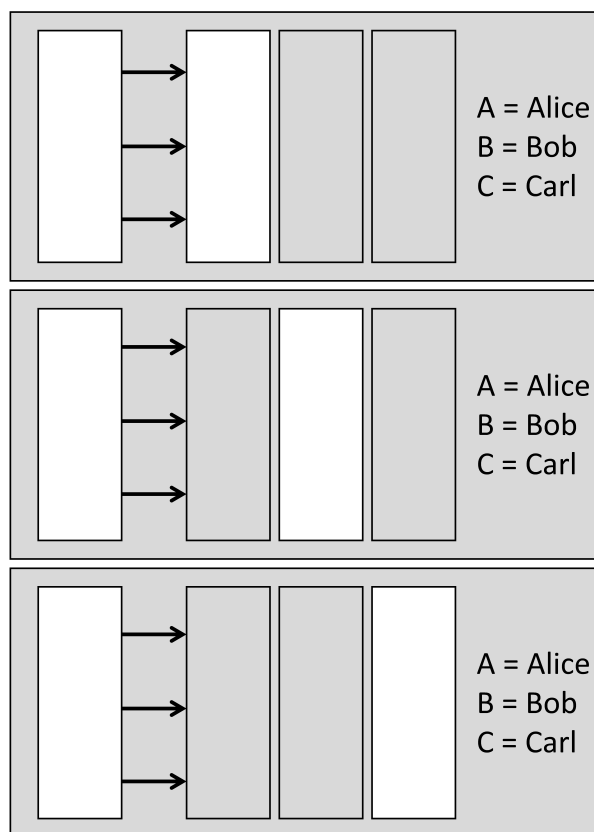 A = Alice
B = Bob
C = Carl
A = Alice
B = Bob
C = Carl
A = Alice
B = Bob
C = Carl